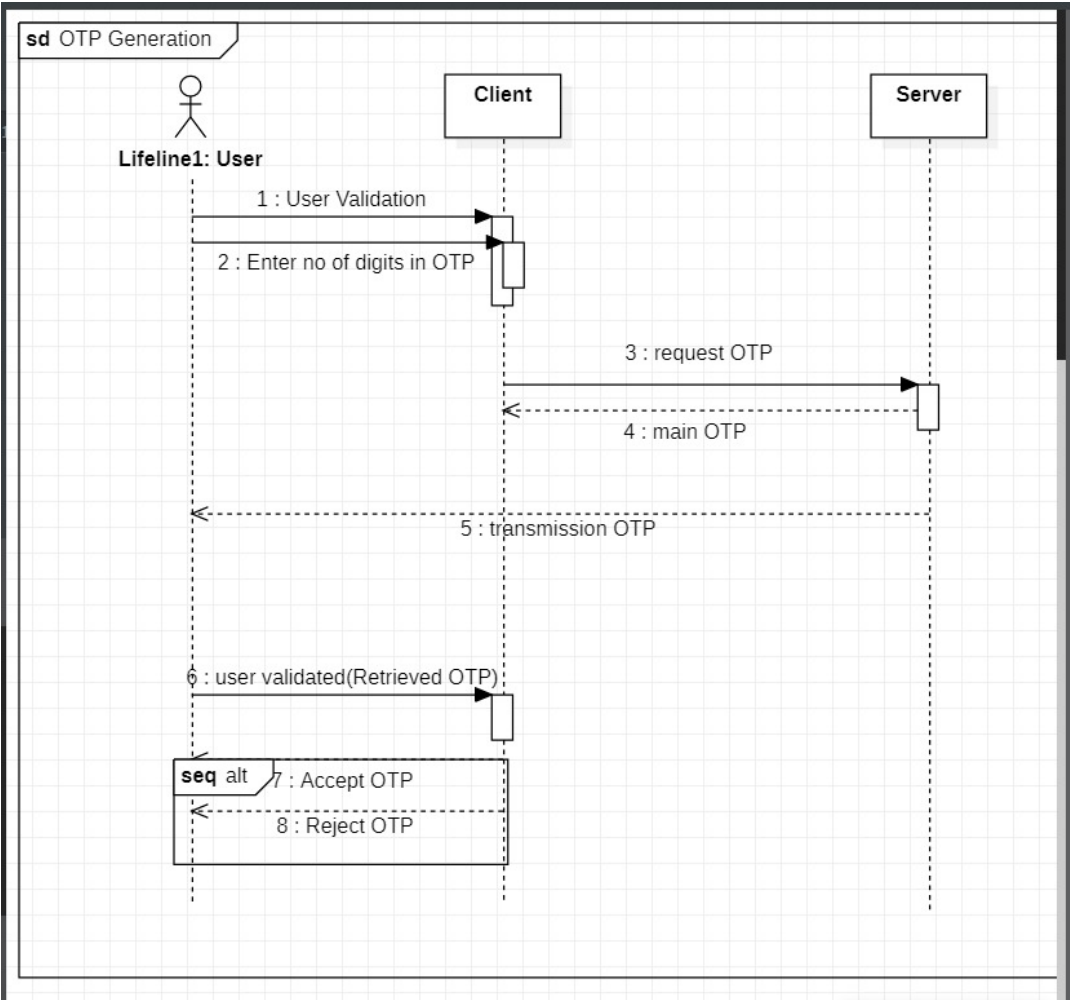 sd OTP Generation
Client
Server
Lifeline1: User
1 : User Validation
2 : Enter no of digits in OTP
3 : request OTP
4 : main OTP
5 : transmission OTP
6 : user validated(Retrieved OTP)
seq alt
7 : Accept OTP
8 : Reject OTP